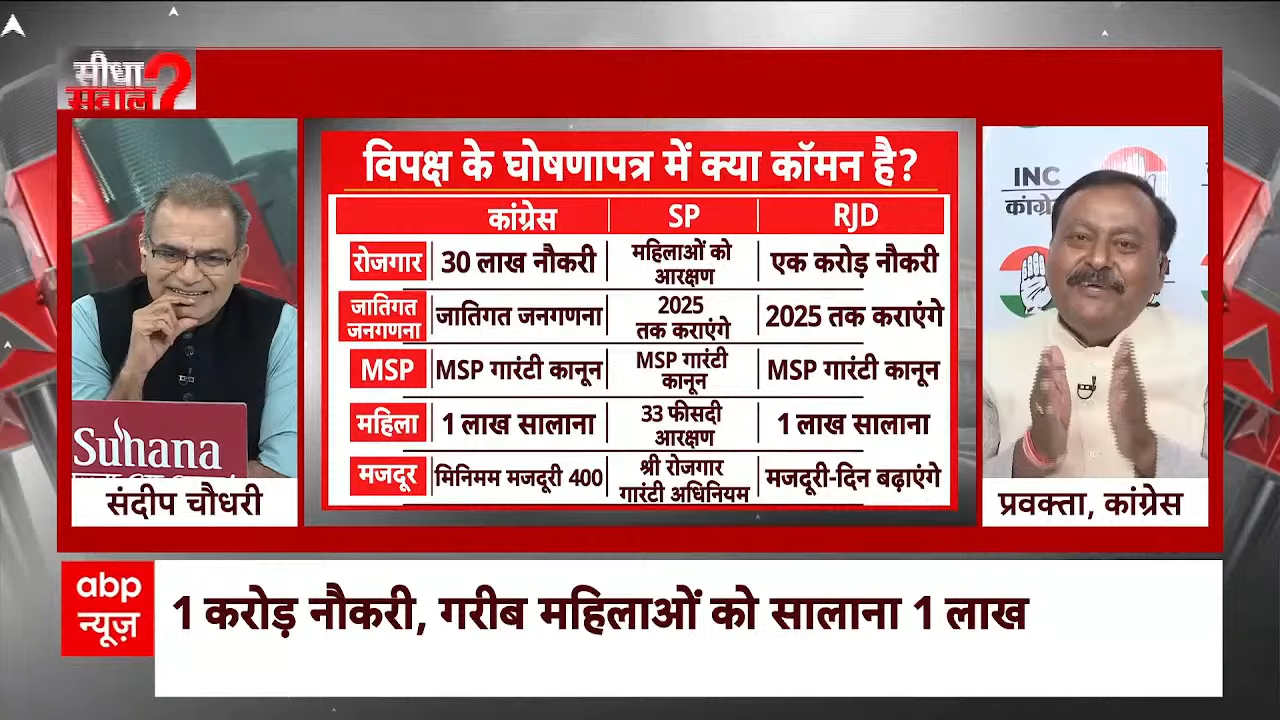 सीधा
सवाल?
विपक्ष के घोषणापत्र में क्या कॉमन है?
कांग्रेस SP RJD
रोजगार 30 लाख नौकरी महिलाओं को आरक्षण एक करोड़ नौकरी
जातिगत जनगणना जातिगत जनगणना 2025 तक कराएंगे 2025 तक कराएंगे
MSP MSP गारंटी कानून MSP गारंटी कानून MSP गारंटी कानून
महिला 1 लाख सालाना 33 फीसदी आरक्षण 1 लाख सालाना
मजदूर मिनिमम मजदूरी 400 श्री रोजगार गारंटी अधिनियम मजदूरी-दिन बढ़ाएंगे
Suhana
संदीप चौधरी
INC
प्रवक्ता, कांग्रेस
abp
न्यूज़
1 करोड़ नौकरी, गरीब महिलाओं को सालाना 1 लाख